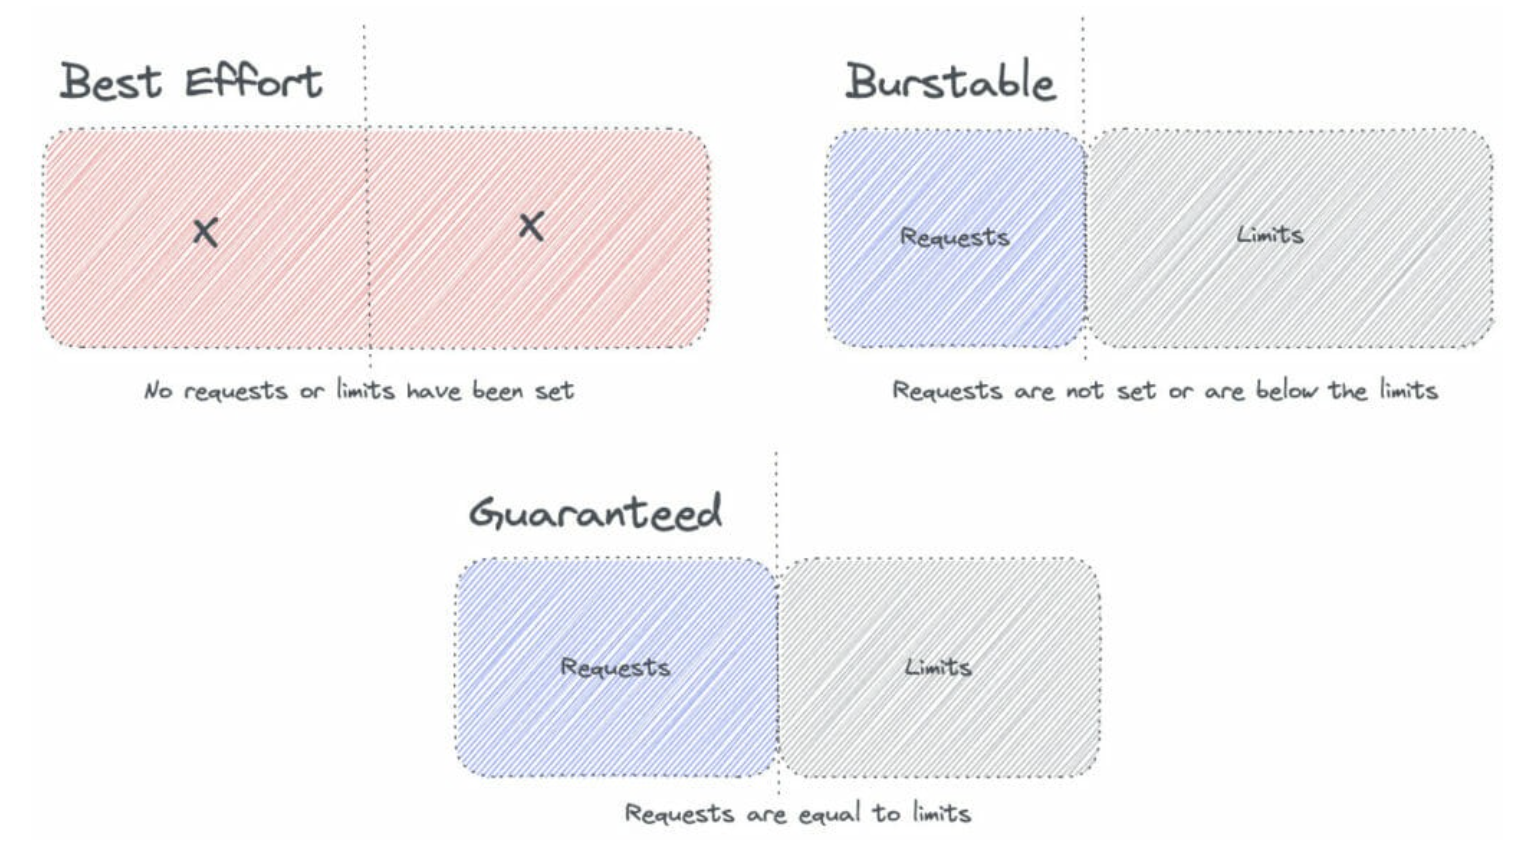 Best Effort
X
X
No requests or limits have been set
Burstable
Requests
Limits
Requests are not set or are below the limits
Guaranteed
Requests
Limits
Requests are equal to limits